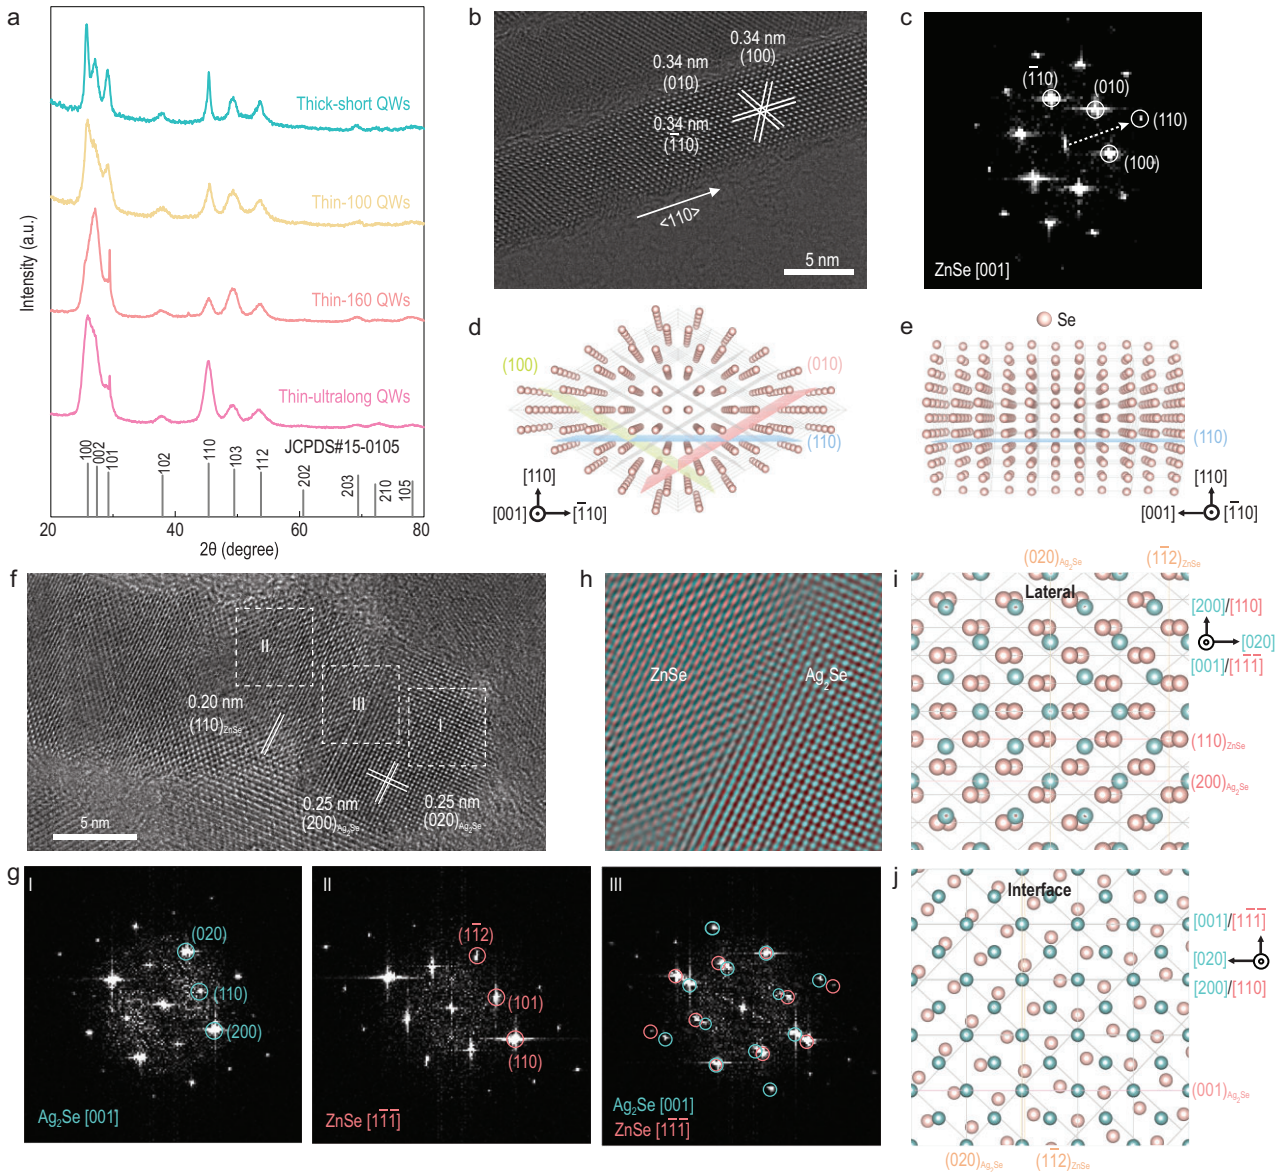 a
Intensity (a.u.)
Thick-short QWs
Thin-100 QWs
Thin-160 QWs
Thin-ultralong QWs
JCPDS#15-0105
100
002
101
102
110
103
112
202
203
210
105
20
40
60
80
2θ (degree)
b
0.34 nm
(100)
0.34 nm
(010)
0.34 nm
(1̅10)
<110>
5 nm
c
(1̅10)
(010)
(110)
(100)
ZnSe [001]
d
(100)
(010)
(110)
[110]
[001]
[1̅10]
e
Se
(110)
[110]
[001]
[1̅10]
f
II
III
I
0.20 nm
(110)ZnSe
0.25 nm
(200)Ag2Se
0.25 nm
(020)Ag2Se
5 nm
g
I
(020)
(110)
(200)
Ag2Se [001]
II
(11̅2)
(101)
(110)
ZnSe [11̅1̅]
III
Ag2Se [001]
ZnSe [11̅1̅]
h
ZnSe
Ag2Se
i
(020)Ag2Se
(11̅2)ZnSe
Lateral
[200]/[110]
[020]
[001]/[11̅1̅]
(110)ZnSe
(200)Ag2Se
j
Interface
[001]/[11̅1̅]
[020]
[200]/[110]
(001)Ag2Se
(020)Ag2Se
(11̅2)ZnSe